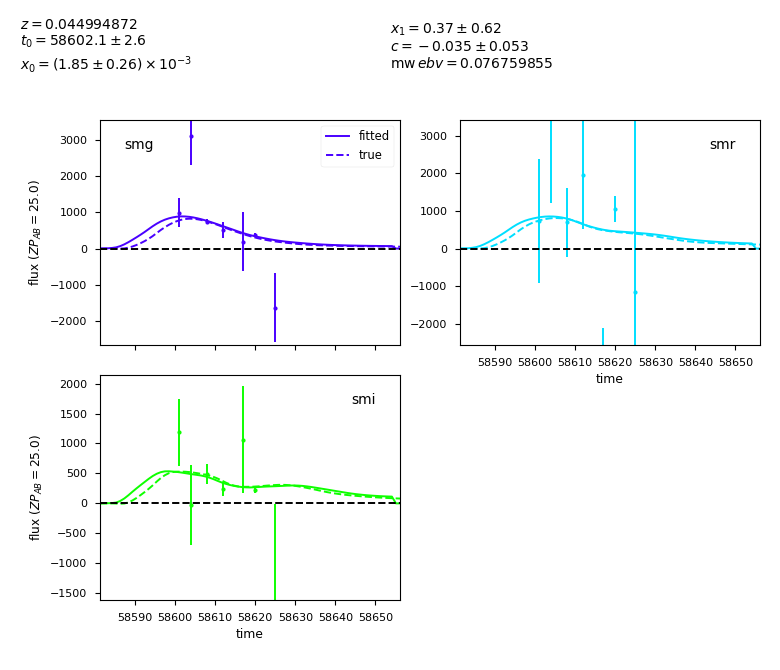 z = 0.044994872
t₀ = 58602.1 ± 2.6
x₀ = (1.85 ± 0.26) × 10⁻³
x₁ = 0.37 ± 0.62
c = −0.035 ± 0.053
mw ebv = 0.076759855
smg
fitted
true
3000
2000
1000
0
−1000
−2000
flux (ZP_AB = 25.0)
smr
3000
2000
1000
0
−1000
−2000
58590 58600 58610 58620 58630 58640 58650
time
smi
2000
1500
1000
500
0
−500
−1000
−1500
flux (ZP_AB = 25.0)
58590 58600 58610 58620 58630 58640 58650
time